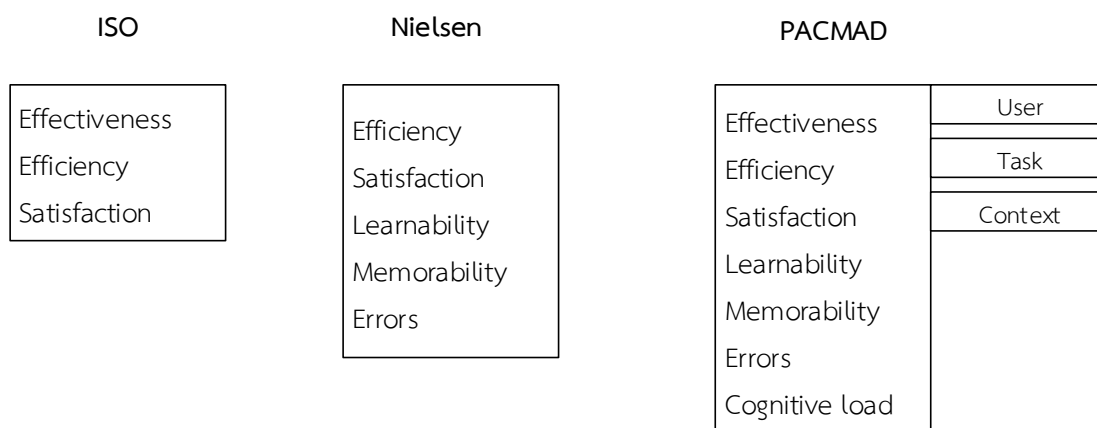 ISO
Effectiveness
Efficiency
Satisfaction
Nielsen
Efficiency
Satisfaction
Learnability
Memorability
Errors
PACMAD
Effectiveness
Efficiency
Satisfaction
Learnability
Memorability
Errors
Cognitive load
User
Task
Context